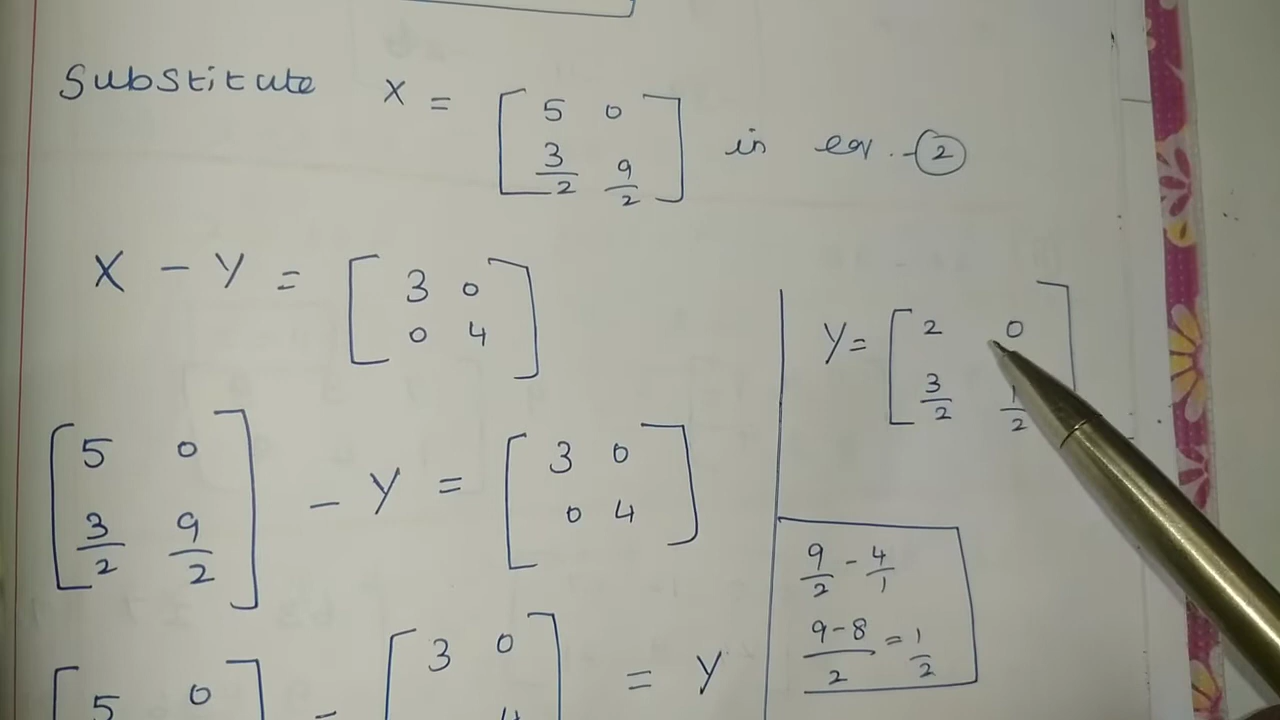 Substitute X = [5 0; 3/2 9/2] in eqn. - ②
X - Y = [3 0; 0 4]
[5 0; 3/2 9/2] - Y = [3 0; 0 4]
[5 0 - [3 0; 4 = Y
Y = [2 0; 3/2 1/2]
9/2 - 4/1
9-8/2 = 1/2